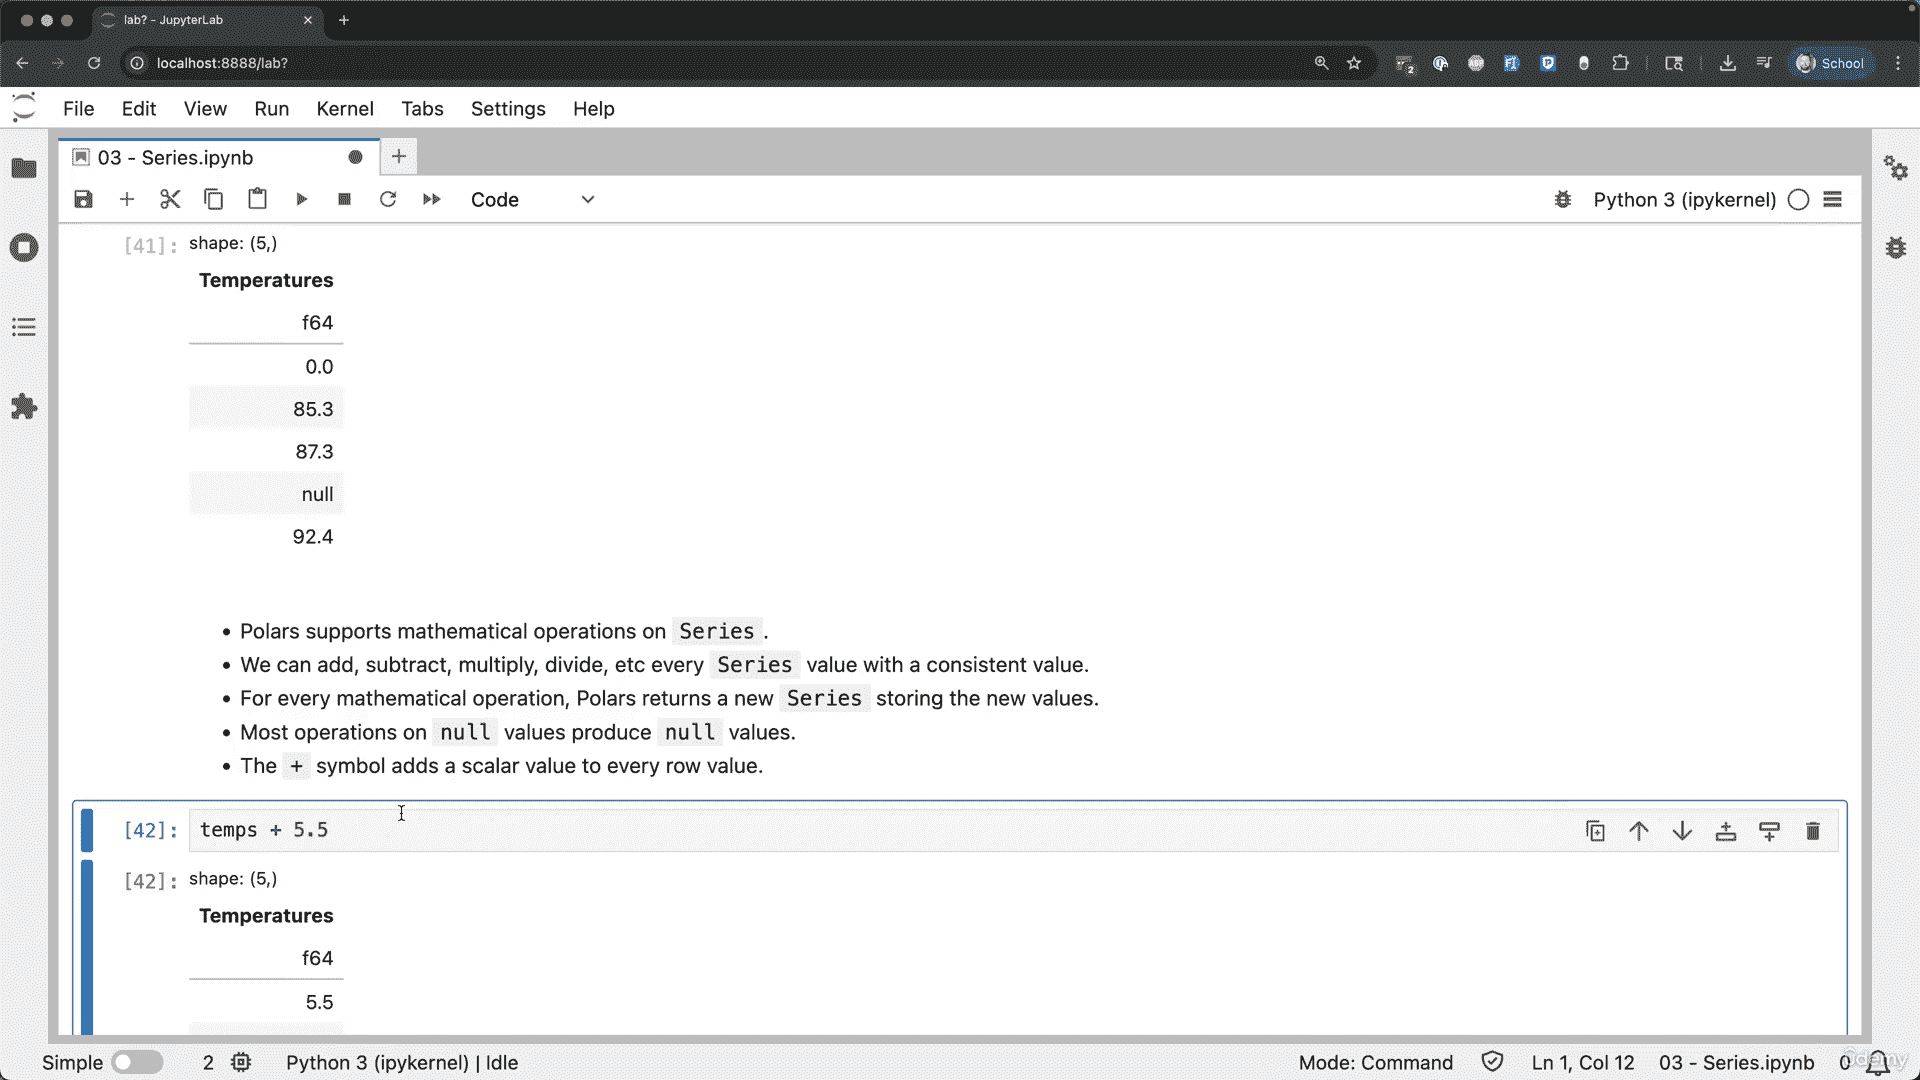 lab? - JupyterLab
localhost:8888/lab?
2
School
File Edit View Run Kernel Tabs Settings Help
03 - Series.ipynb
Code
Python 3 (ipykernel)
[41]: shape: (5,)
Temperatures
f64
0.0
85.3
87.3
null
92.4
• Polars supports mathematical operations on Series.
• We can add, subtract, multiply, divide, etc every Series value with a consistent value.
• For every mathematical operation, Polars returns a new Series storing the new values.
• Most operations on null values produce null values.
• The + symbol adds a scalar value to every row value.
[42]: temps + 5.5
[42]: shape: (5,)
Temperatures
f64
5.5
Simple 2 Python 3 (ipykernel) | Idle Mode: Command Ln 1, Col 12 03 - Series.ipynb 0
Udemy